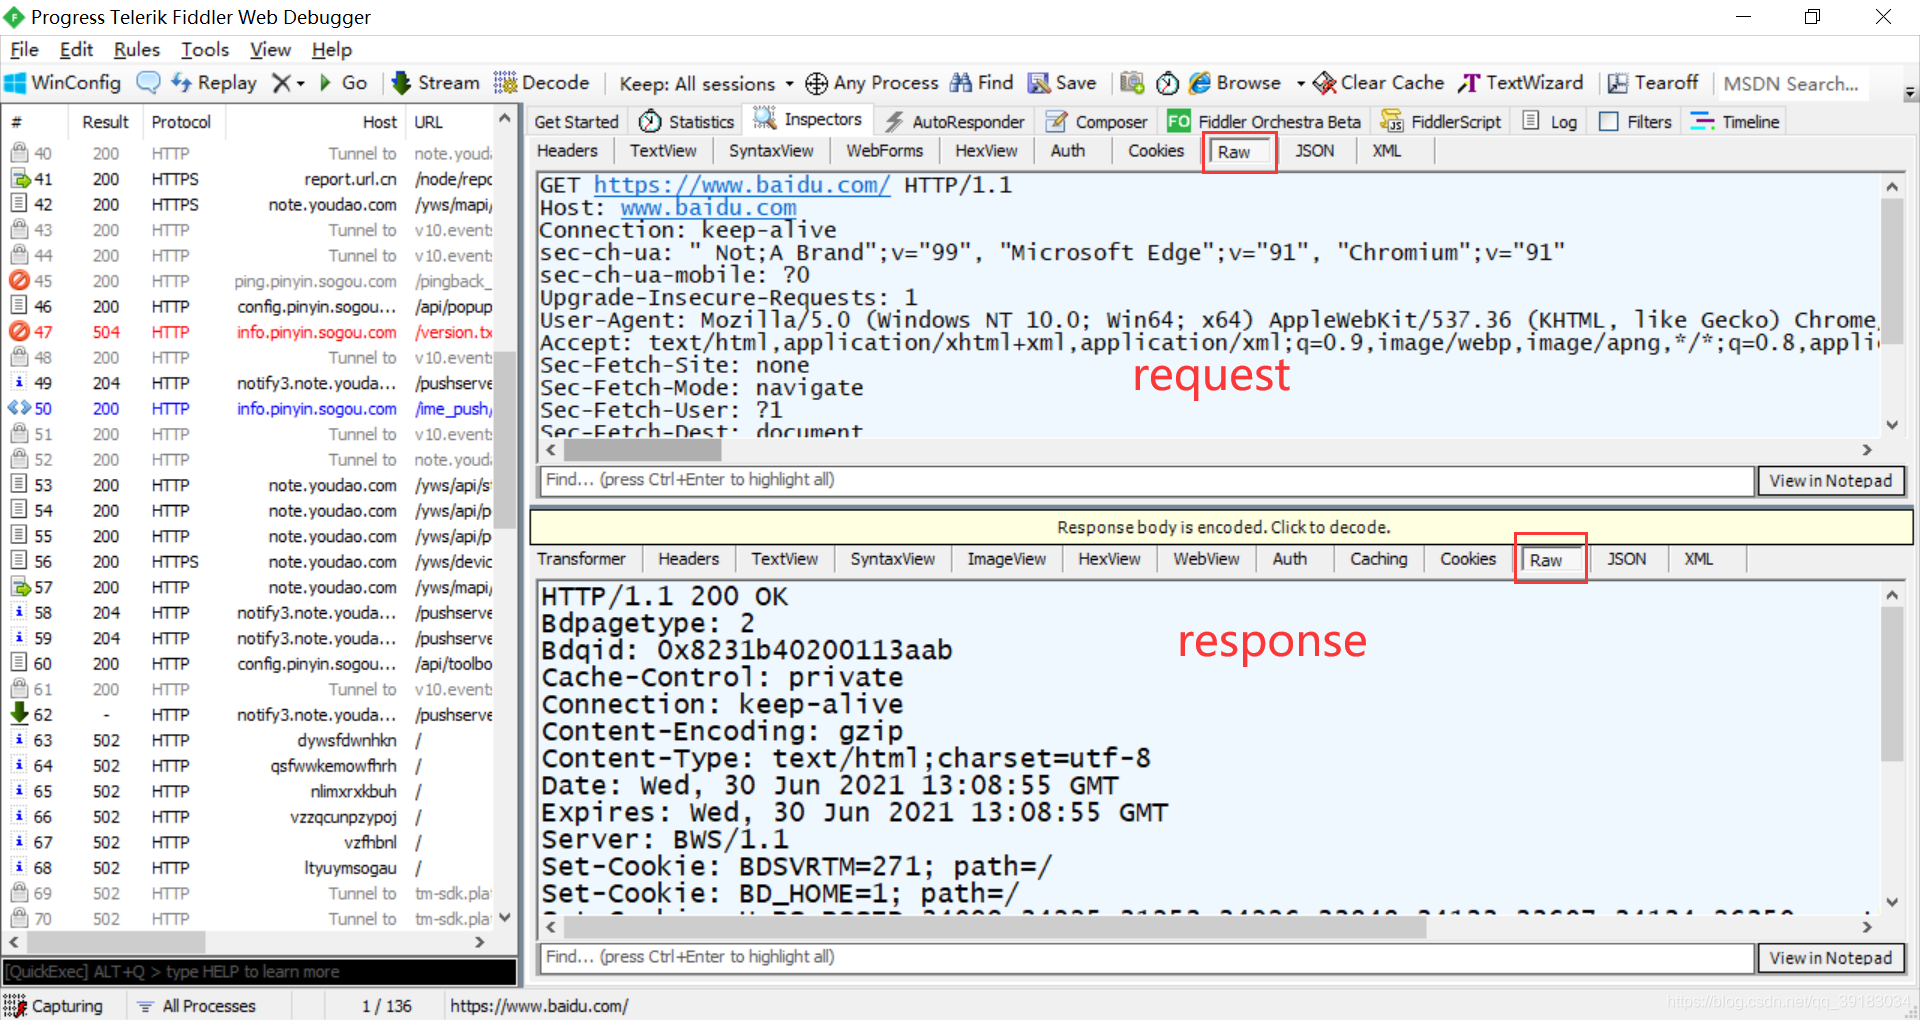 Progress Telerik Fiddler Web Debugger
File Edit Rules Tools View Help
WinConfig Replay Go Stream Decode Keep: All sessions Any Process Find Save Browse Clear Cache TextWizard Tearoff MSDN Search...
# Result Protocol Host URL
40 200 HTTP Tunnel to note.youd
41 200 HTTPS report.url.cn /node/repo
42 200 HTTPS note.youdao.com /yws/mapi/
43 200 HTTP Tunnel to v10.event
44 200 HTTP Tunnel to v10.event
45 200 HTTP ping.pinyin.sogou.com /pingback_
46 200 HTTP config.pinyin.sogou... /api/popup
47 504 HTTP info.pinyin.sogou.com /version.tx
48 200 HTTP Tunnel to v10.event
49 204 HTTP notify3.note.youda... /pushserve
50 200 HTTP info.pinyin.sogou.com /ime_push/
51 200 HTTP Tunnel to v10.event
52 200 HTTP Tunnel to note.youd
53 200 HTTP note.youdao.com /yws/api/s
54 200 HTTP note.youdao.com /yws/api/p
55 200 HTTP note.youdao.com /yws/api/p
56 200 HTTPS note.youdao.com /yws/devic
57 200 HTTP note.youdao.com /yws/mapi/
58 204 HTTP notify3.note.youda... /pushserve
59 204 HTTP notify3.note.youda... /pushserve
60 200 HTTP config.pinyin.sogou... /api/toolbo
61 200 HTTP Tunnel to v10.event
62 - HTTP notify3.note.youda... /pushserve
63 502 HTTP dywsfdwnhkn /
64 502 HTTP qsfwwkemowfhrh /
65 502 HTTP nlimxrxkbuh /
66 502 HTTP vzzqcunpzypoj /
67 502 HTTP vzfhbnl /
68 502 HTTP ltyuymsogau /
69 502 HTTP Tunnel to tm-sdk.pla
70 502 HTTP Tunnel to tm-sdk.pla
[QuickExec] ALT+Q > type HELP to learn more
Get Started Statistics Inspectors AutoResponder Composer FO Fiddler Orchestra Beta FiddlerScript Log Filters Timeline
Headers TextView SyntaxView WebForms HexView Auth Cookies Raw JSON XML
GET https://www.baidu.com/ HTTP/1.1
Host: www.baidu.com
Connection: keep-alive
sec-ch-ua: " Not;A Brand";v="99", "Microsoft Edge";v="91", "Chromium";v="91"
sec-ch-ua-mobile: ?0
Upgrade-Insecure-Requests: 1
User-Agent: Mozilla/5.0 (Windows NT 10.0; Win64; x64) AppleWebKit/537.36 (KHTML, like Gecko) Chrome/
Accept: text/html,application/xhtml+xml,application/xml;q=0.9,image/webp,image/apng,*/*;q=0.8,appli
Sec-Fetch-Site: none
request
Sec-Fetch-Mode: navigate
Sec-Fetch-User: ?1
Sec-Fetch-Dest: document
Find... (press Ctrl+Enter to highlight all) View in Notepad
Response body is encoded. Click to decode.
Transformer Headers TextView SyntaxView ImageView HexView WebView Auth Caching Cookies Raw JSON XML
HTTP/1.1 200 OK
Bdpagetype: 2
response
Bdqid: 0x8231b40200113aab
Cache-Control: private
Connection: keep-alive
Content-Encoding: gzip
Content-Type: text/html;charset=utf-8
Date: Wed, 30 Jun 2021 13:08:55 GMT
Expires: Wed, 30 Jun 2021 13:08:55 GMT
Server: BWS/1.1
Set-Cookie: BDSVRTM=271; path=/
Set-Cookie: BD_HOME=1; path=/
Find... (press Ctrl+Enter to highlight all) View in Notepad
Capturing All Processes 1 / 136 https://www.baidu.com/
https://blog.csdn.net/qq_39183034